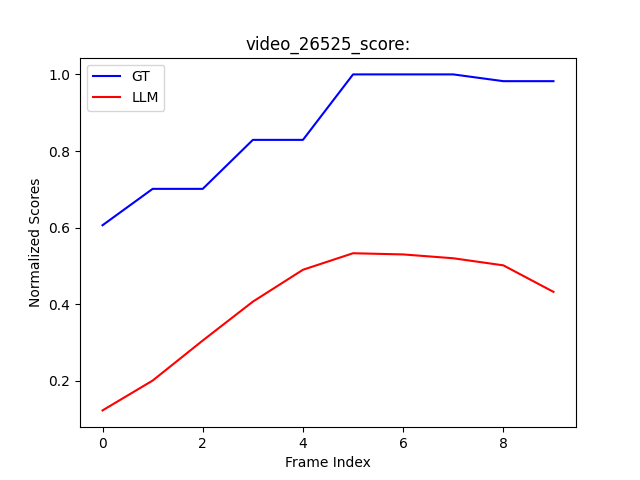 video_26525_score:
GT
LLM
Normalized Scores
1.0
0.8
0.6
0.4
0.2
0 2 4 6 8
Frame Index